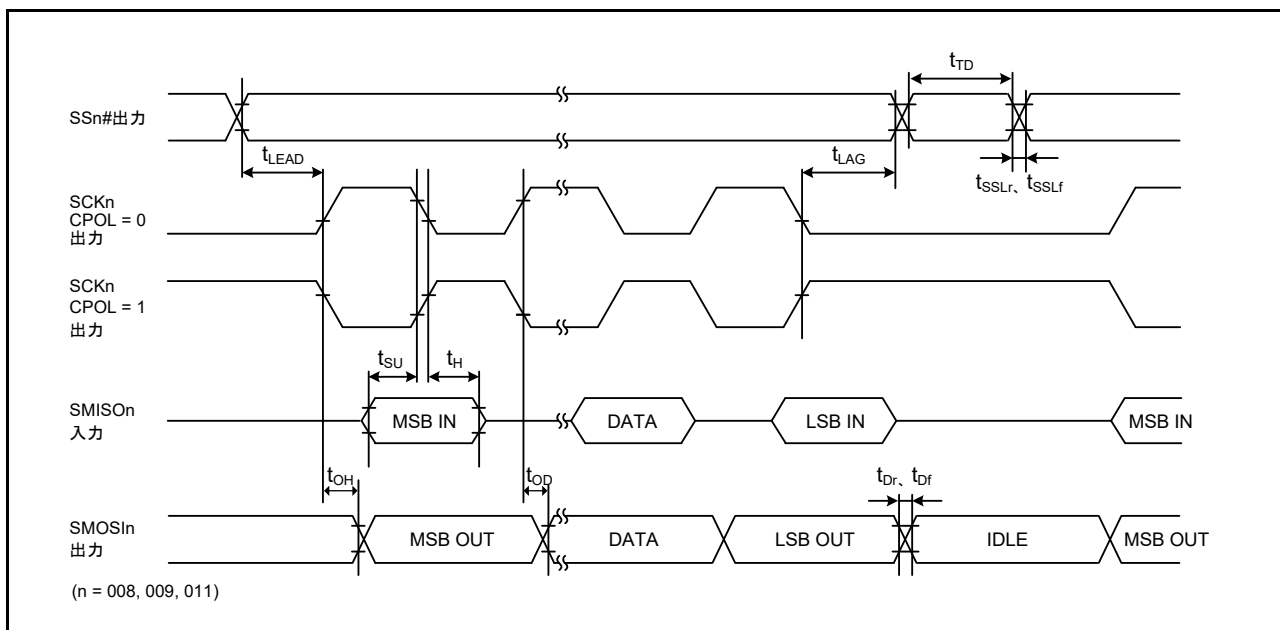 tTD
SSn#出力
tLEAD
tLAG
tSSLr、tSSLf
SCKn
CPOL = 0
出力
SCKn
CPOL = 1
出力
tSU
tH
SMISOn
入力
MSB IN
DATA
LSB IN
MSB IN
tOH
tOD
tDr、tDf
SMOSIn
出力
MSB OUT
DATA
LSB OUT
IDLE
MSB OUT
(n = 008, 009, 011)